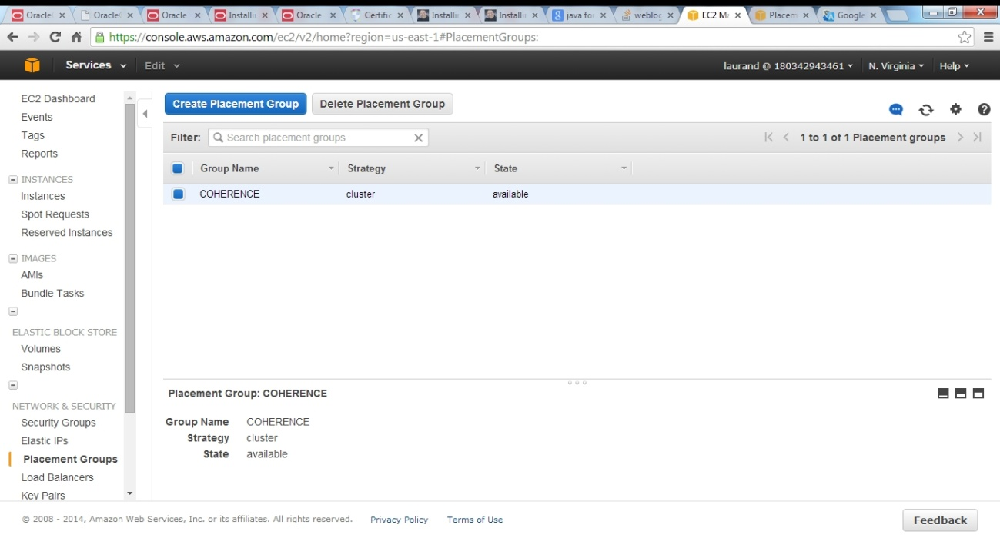 Oracle
Oracle
Oracle
Installin
Oracle
Certific
Installin
Installin
java for
weblog
EC2 Ma
Placem
Google
https://console.aws.amazon.com/ec2/v2/home?region=us-east-1#PlacementGroups:
Services Edit laurand @ 180342943461 N. Virginia Help
EC2 Dashboard
Events
Tags
Reports
INSTANCES
Instances
Spot Requests
Reserved Instances
IMAGES
AMIs
Bundle Tasks
ELASTIC BLOCK STORE
Volumes
Snapshots
NETWORK & SECURITY
Security Groups
Elastic IPs
Placement Groups
Load Balancers
Key Pairs
Create Placement Group Delete Placement Group
Filter: Search placement groups 1 to 1 of 1 Placement groups
Group Name Strategy State
COHERENCE cluster available
Placement Group: COHERENCE
Group Name COHERENCE
Strategy cluster
State available
© 2008 - 2014, Amazon Web Services, Inc. or its affiliates. All rights reserved. Privacy Policy Terms of Use Feedback